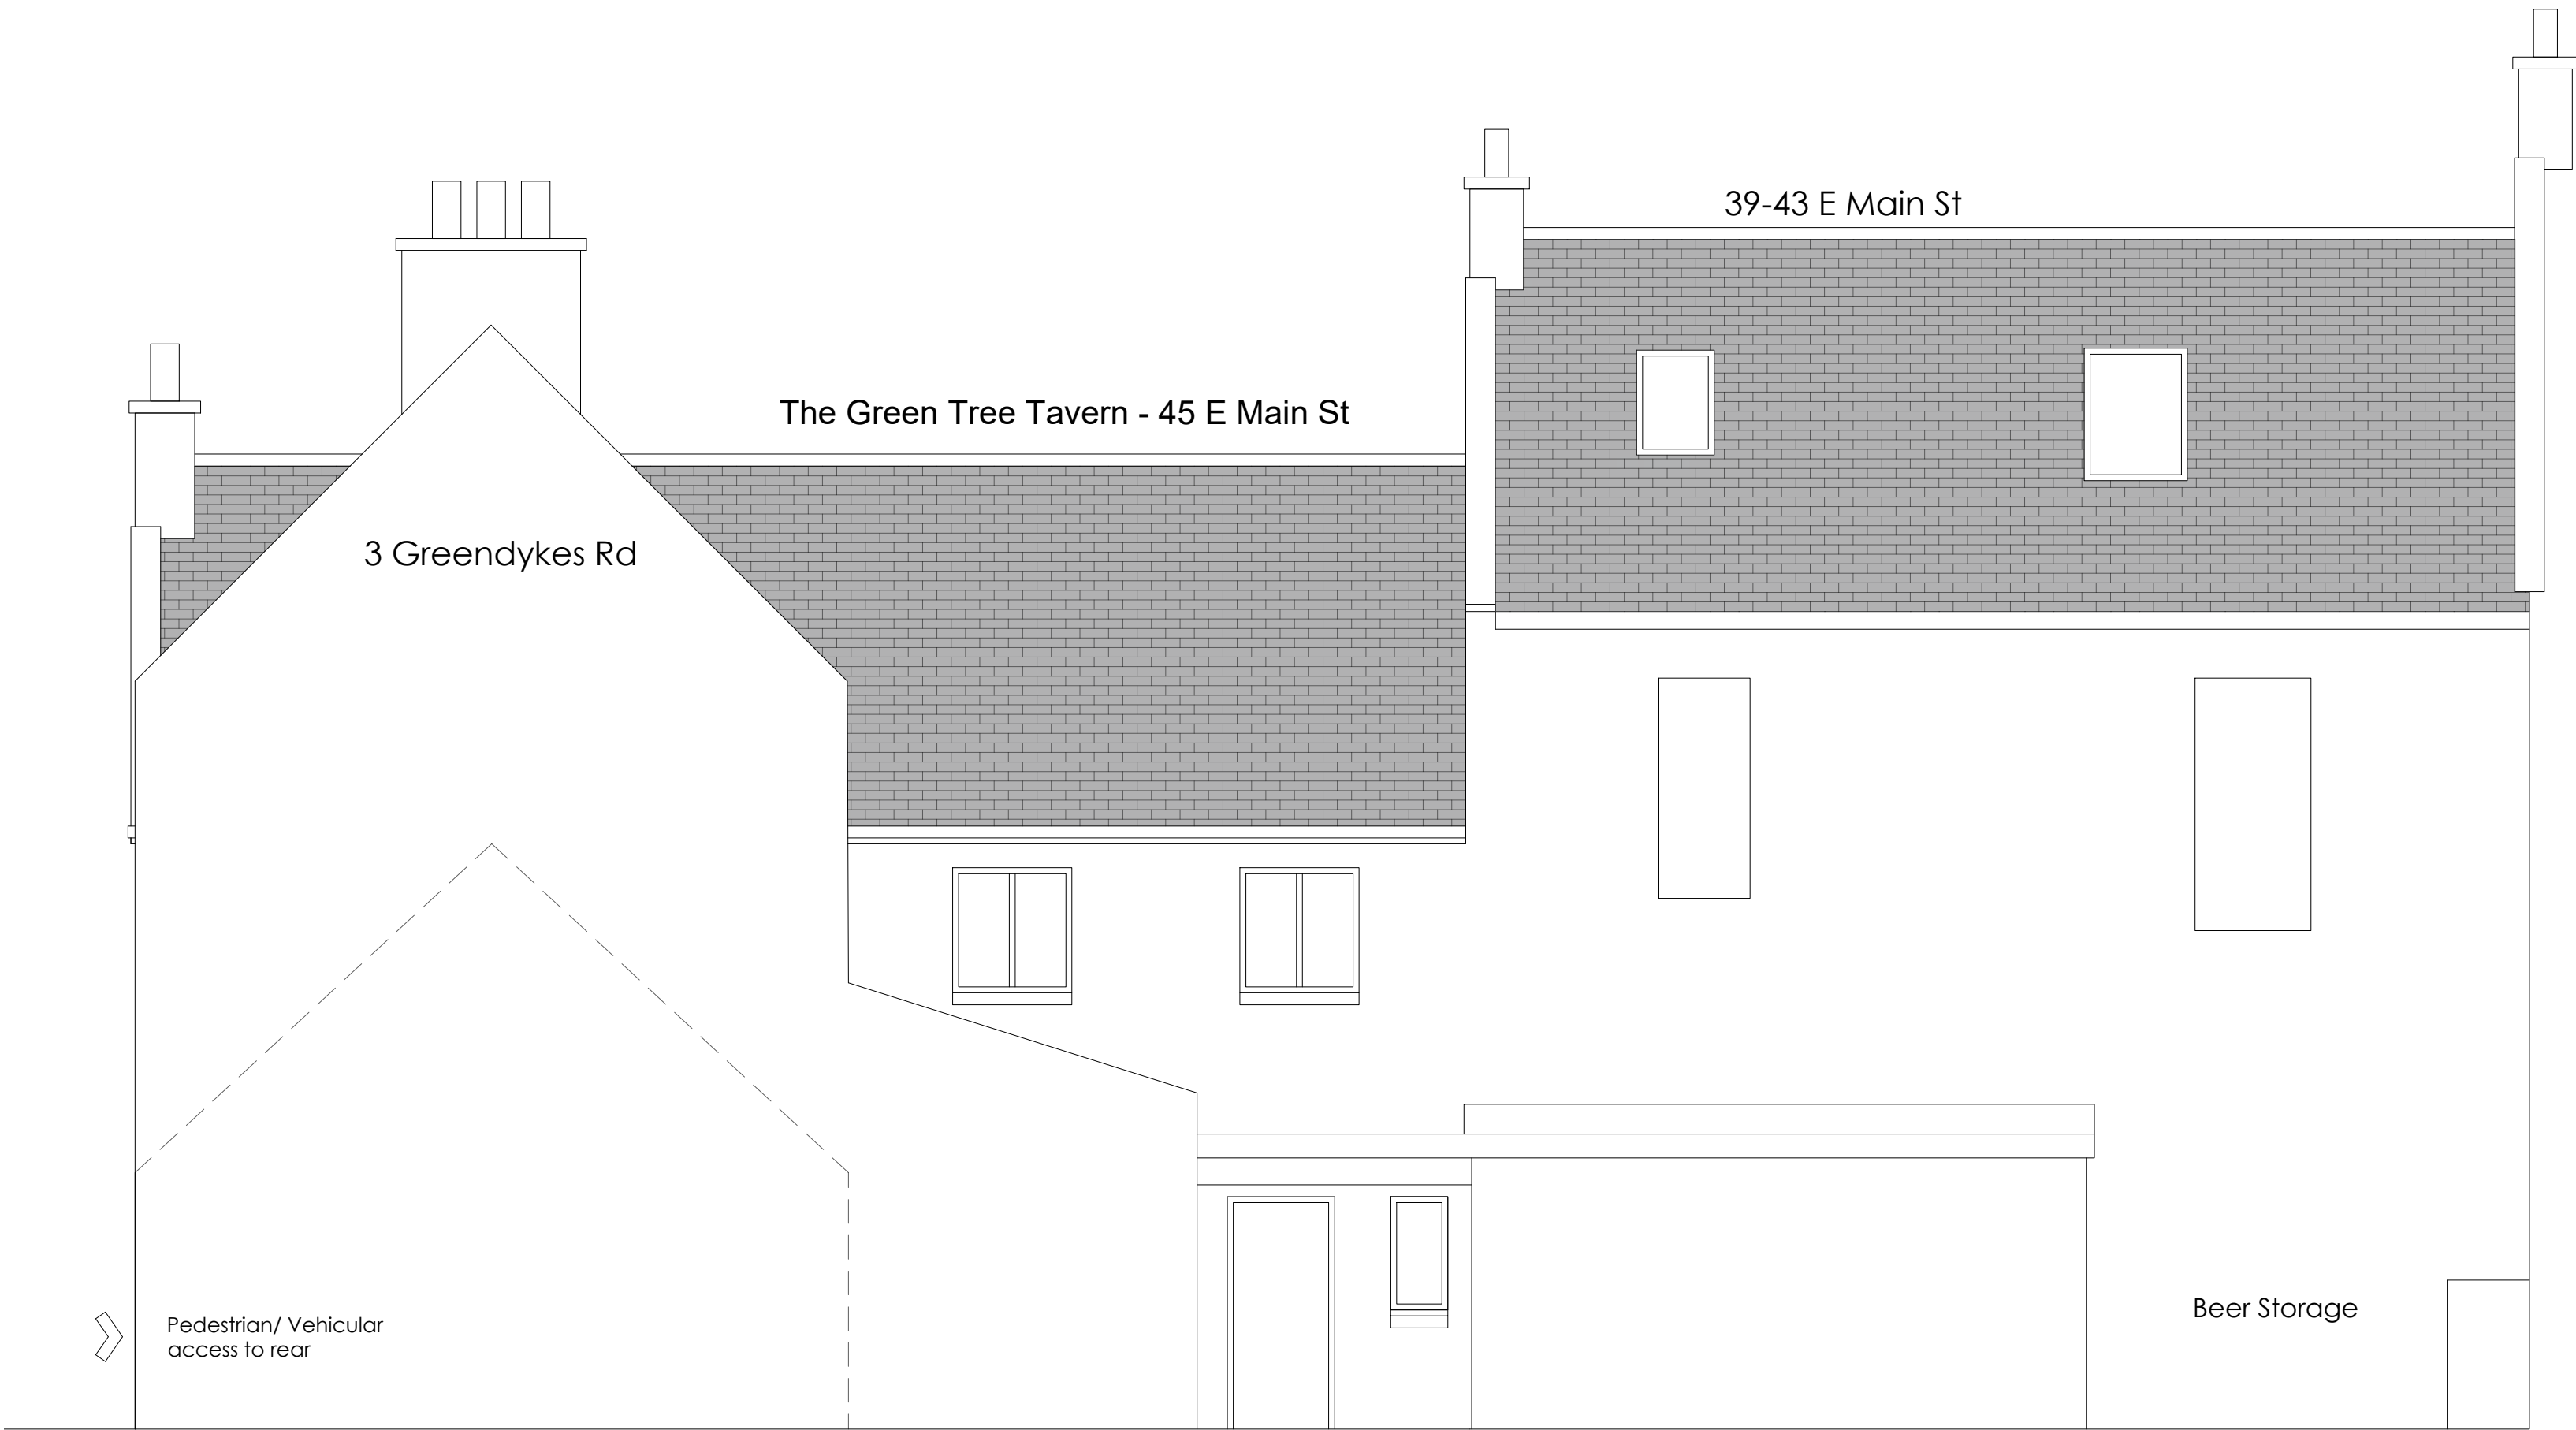 39-43 E Main St
The Green Tree Tavern - 45 E Main St
3 Greendykes Rd
Beer Storage
Pedestrian/ Vehicular
access to rear